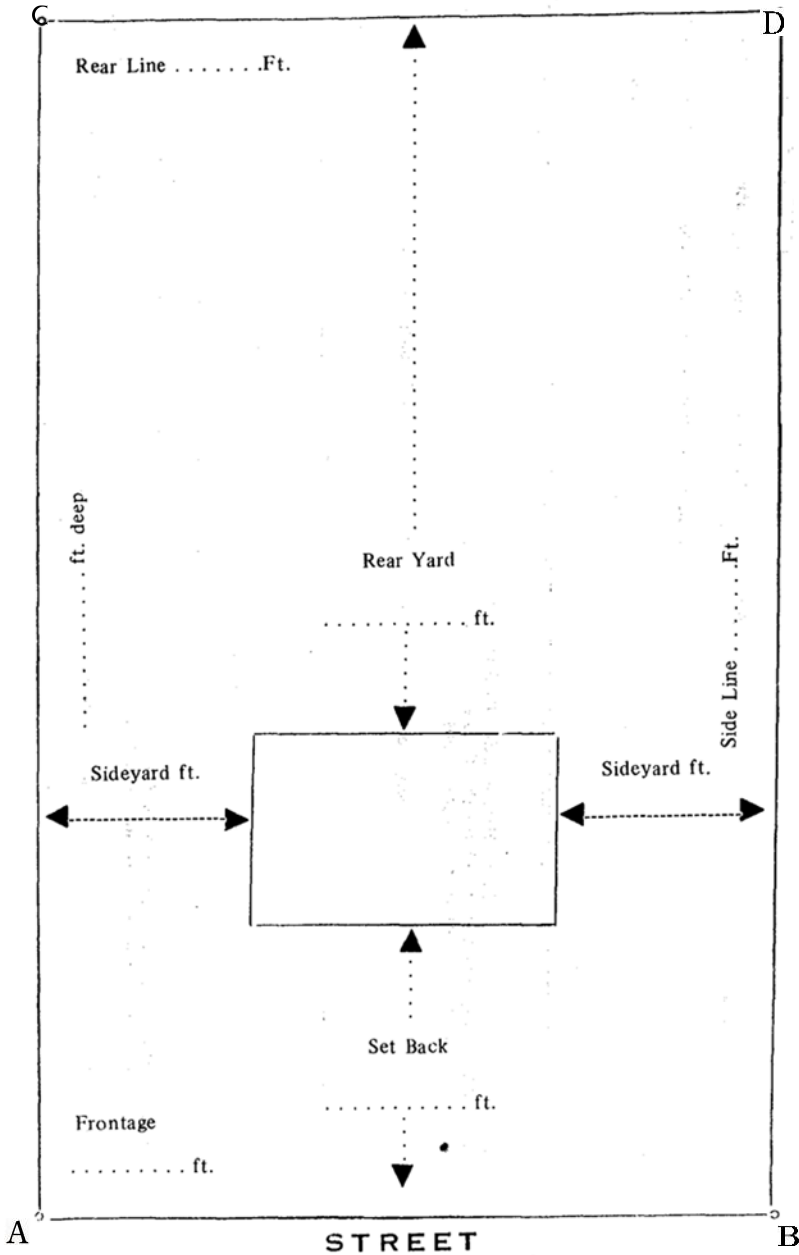 C
D
Rear Line . . . . . . .Ft.
. . . . . . . . . . . . ft. deep
Rear Yard
. . . . . . . . . . ft.
Side Line . . . . . . .Ft.
Sideyard ft.
Sideyard ft.
Set Back
. . . . . . . . . . ft.
Frontage
. . . . . . . . . ft.
A
STREET
B